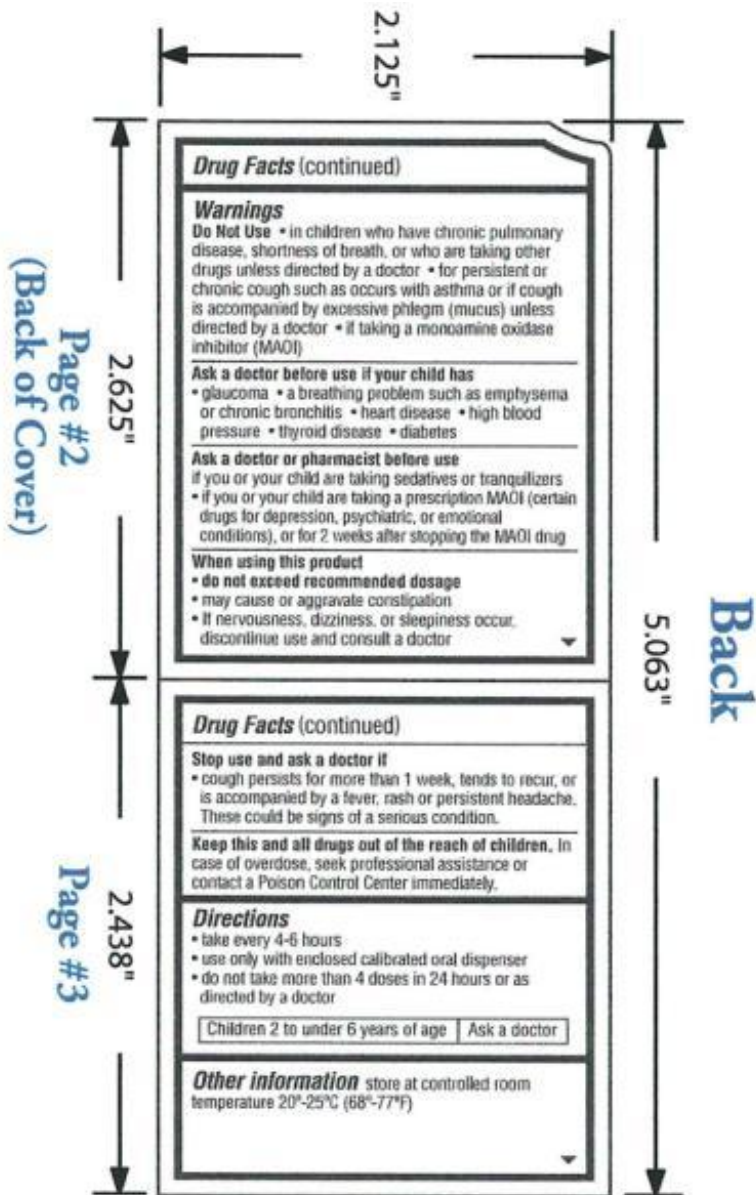 2.125"
Back
5.063"
2.625"
Page #2
(Back of Cover)
Drug Facts (continued)
Warnings
Do Not Use • in children who have chronic pulmonary
disease, shortness of breath, or who are taking other
drugs unless directed by a doctor • for persistent or
chronic cough such as occurs with asthma or if cough
is accompanied by excessive phlegm (mucus) unless
directed by a doctor • if taking a monoamine oxidase
inhibitor (MAOI)
Ask a doctor before use if your child has
• glaucoma • a breathing problem such as emphysema
or chronic bronchitis • heart disease • high blood
pressure • thyroid disease • diabetes
Ask a doctor or pharmacist before use
if you or your child are taking sedatives or tranquilizers
• if you or your child are taking a prescription MAOI (certain
drugs for depression, psychiatric, or emotional
conditions), or for 2 weeks after stopping the MAOI drug
When using this product
• do not exceed recommended dosage
• may cause or aggravate constipation
• If nervousness, dizziness, or sleepiness occur,
discontinue use and consult a doctor
2.438"
Page #3
Drug Facts (continued)
Stop use and ask a doctor if
• cough persists for more than 1 week, tends to recur, or
is accompanied by a fever, rash or persistent headache.
These could be signs of a serious condition.
Keep this and all drugs out of the reach of children. In
case of overdose, seek professional assistance or
contact a Poison Control Center immediately.
Directions
• take every 4-6 hours
• use only with enclosed calibrated oral dispenser
• do not take more than 4 doses in 24 hours or as
directed by a doctor
Children 2 to under 6 years of age Ask a doctor
Other information store at controlled room
temperature 20°-25°C (68°-77°F)